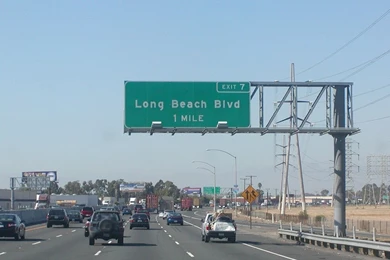 EXIT 7
Long Beach Blvd
1 MILE